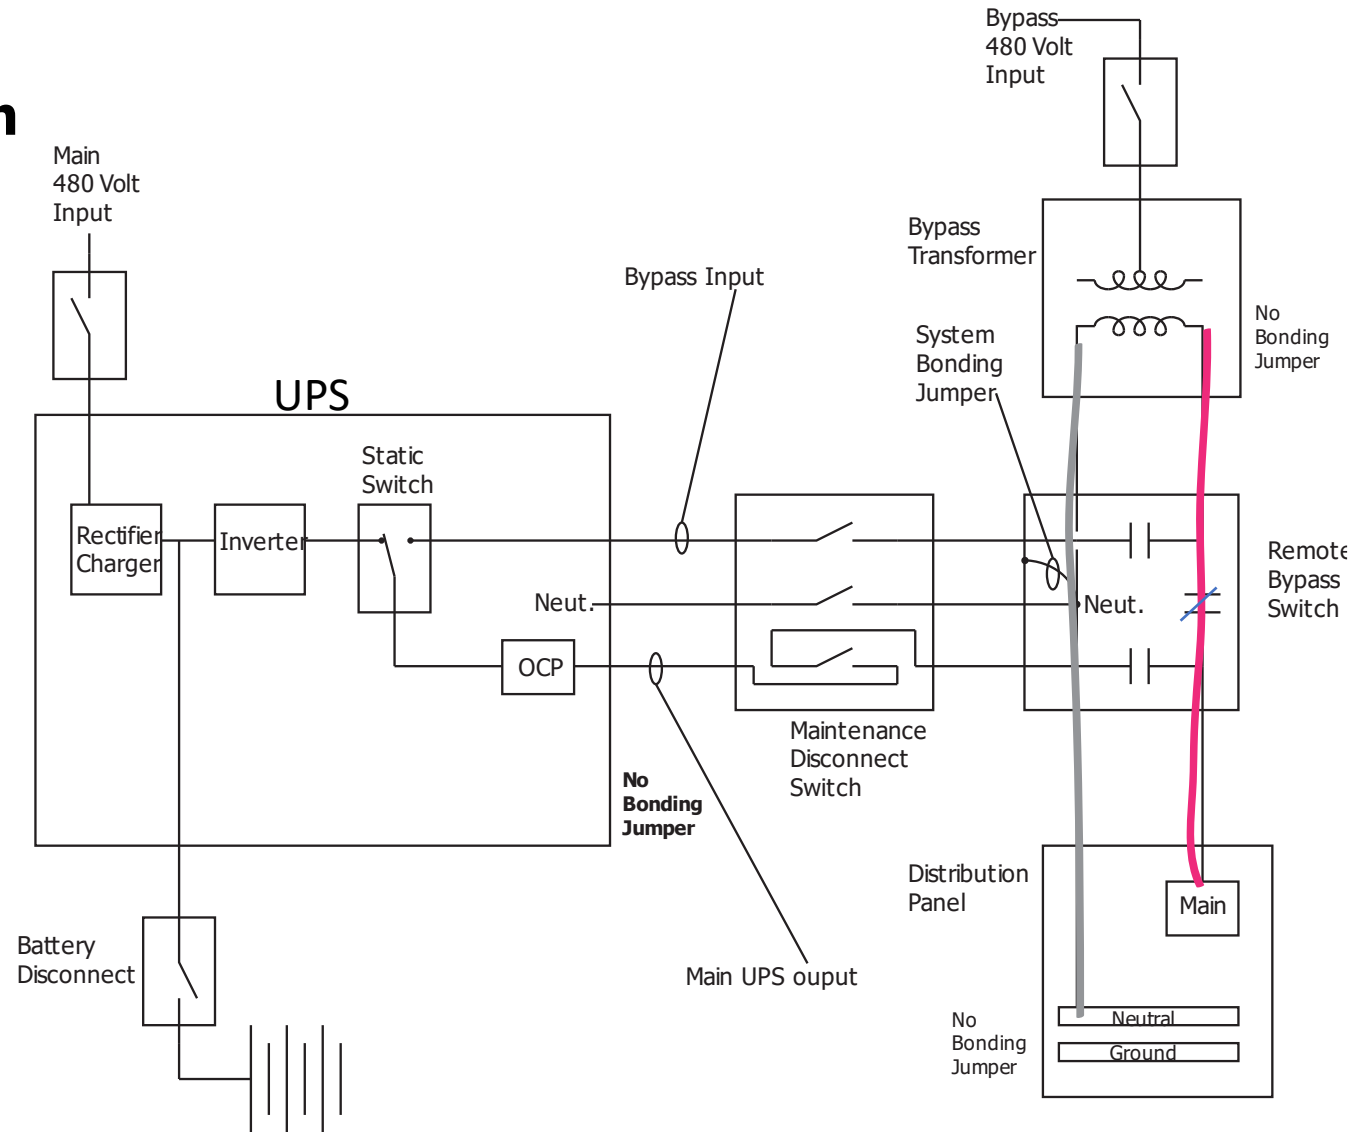 n
Bypass
480 Volt
Input
Main
480 Volt
Input
Bypass
Transformer
No
Bonding
Jumper
Bypass Input
System
Bonding
Jumper
UPS
Static
Switch
Rectifier
Charger
Inverter
Neut.
Neut.
Remote
Bypass
Switch
OCP
Maintenance
Disconnect
Switch
No
Bonding
Jumper
Distribution
Panel
Main
Battery
Disconnect
Main UPS ouput
No
Bonding
Jumper
Neutral
Ground